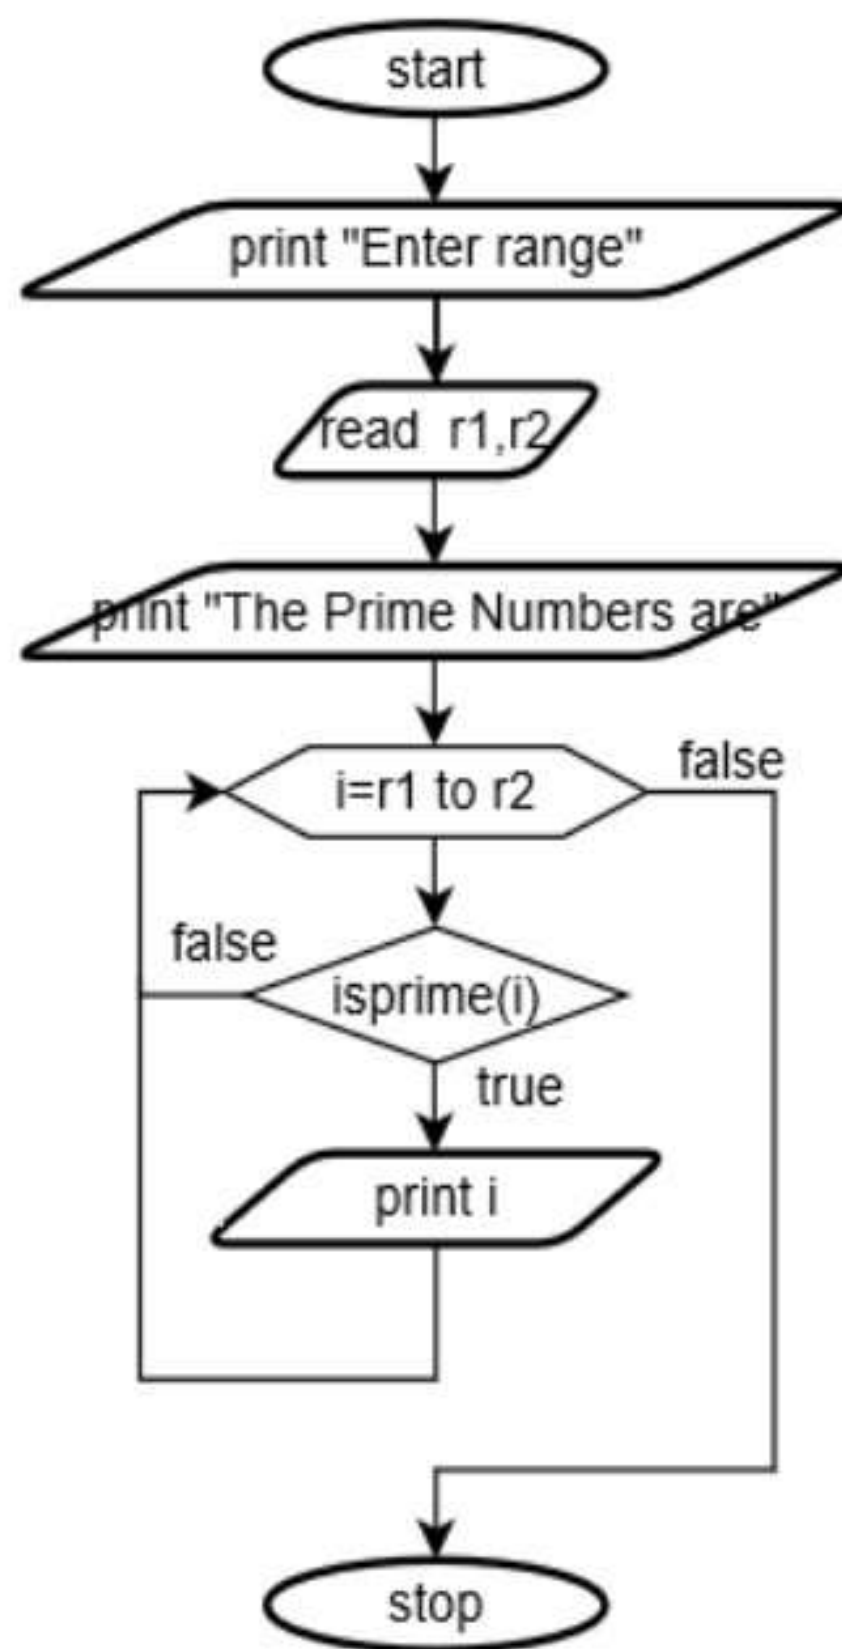 start
print "Enter range"
read r1,r2
print "The Prime Numbers are"
i=r1 to r2
false
false
isprime(i)
true
print i
stop